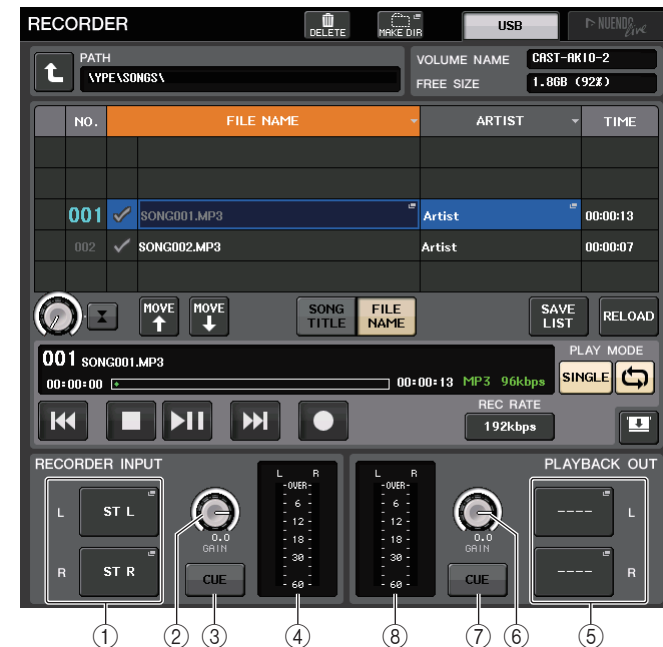 RECORDER
DELETE
MAKE DIR
USB
NUENDO Live
PATH
\YPE\SONGS\
VOLUME NAME
CAST-AKIO-2
FREE SIZE
1.8GB (92%)
NO.
FILE NAME
ARTIST
TIME
001
SONG001.MP3
Artist
00:00:13
002
SONG002.MP3
Artist
00:00:07
MOVE
MOVE
SONG TITLE
FILE NAME
SAVE LIST
RELOAD
001 SONG001.MP3
00:00:00
00:00:13 MP3 96kbps
PLAY MODE
SINGLE
REC RATE
192kbps
RECORDER INPUT
PLAYBACK OUT
L
ST L
R
ST R
0.0
GAIN
CUE
L R
-OVER-
- 6 -
- 12 -
- 18 -
- 30 -
- 60 -
L R
-OVER-
- 6 -
- 12 -
- 18 -
- 30 -
- 60 -
0.0
GAIN
CUE
----
L
----
R
① ② ③ ④ ⑧ ⑦ ⑥ ⑤